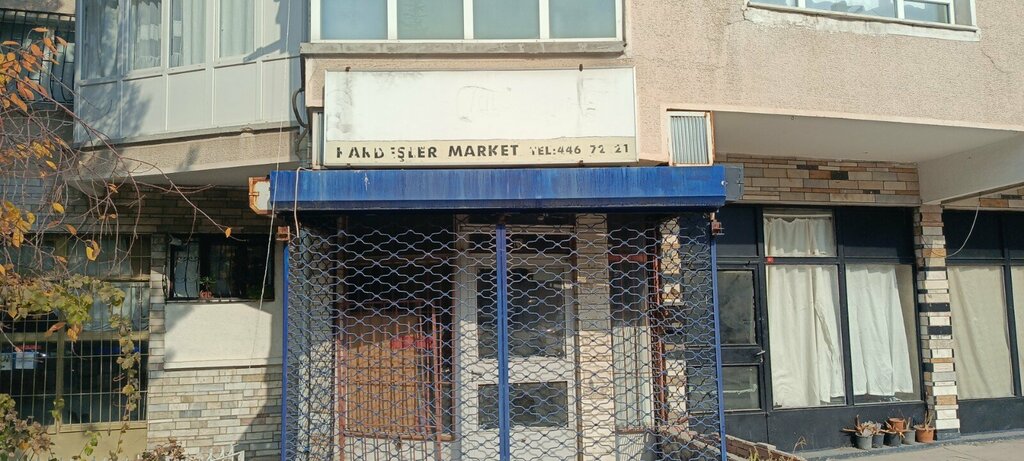 KARDEŞLER MARKET TEL:446 72 21